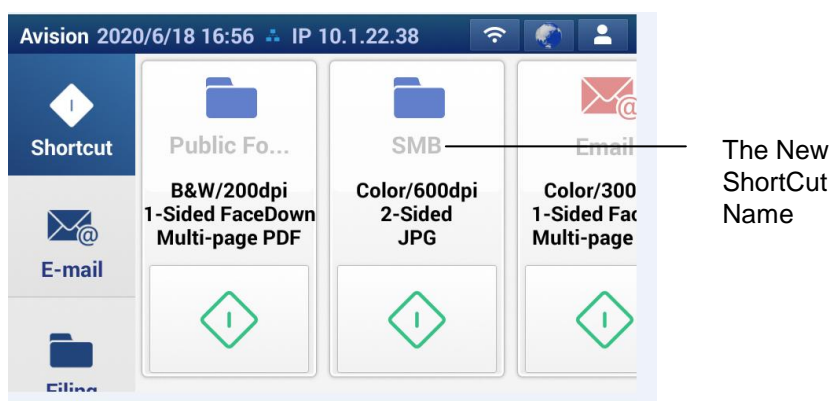 Avision 2020/6/18 16:56 IP 10.1.22.38
Shortcut
E-mail
Filing
Public Fo...
B&W/200dpi
1-Sided FaceDown
Multi-page PDF
SMB
Color/600dpi
2-Sided
JPG
Email
Color/300
1-Sided Fac
Multi-page
The New
ShortCut
Name